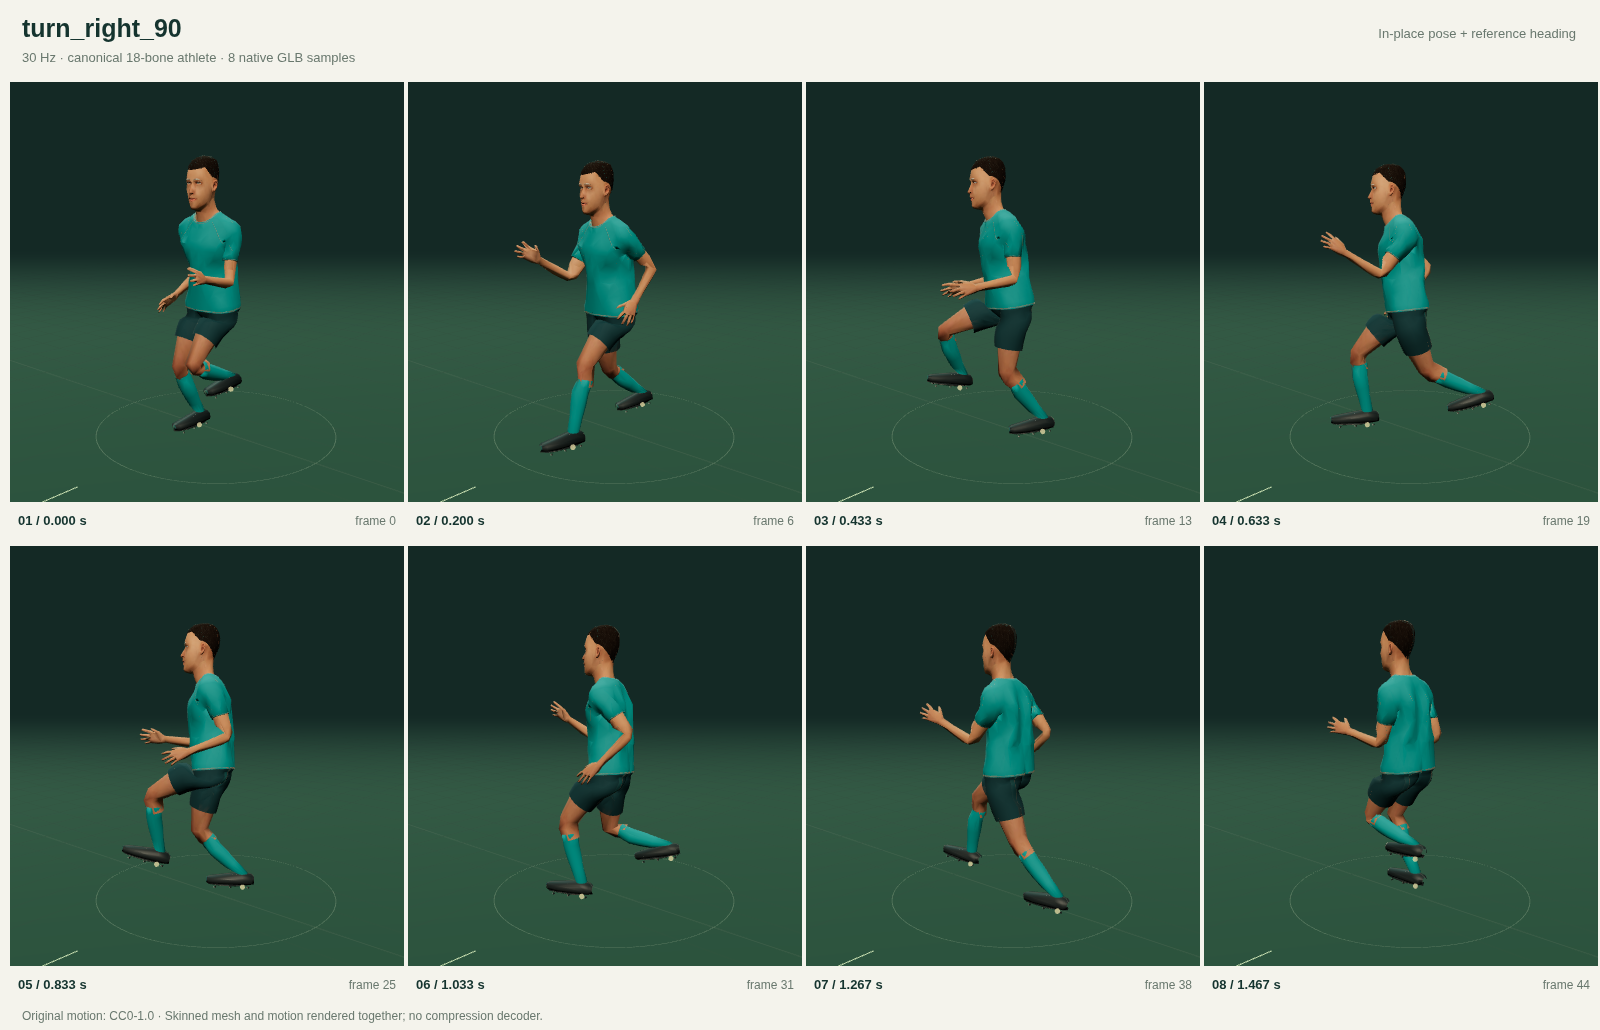 turn_right_90
In-place pose + reference heading
30 Hz · canonical 18-bone athlete · 8 native GLB samples
01 / 0.000 s frame 0
02 / 0.200 s frame 6
03 / 0.433 s frame 13
04 / 0.633 s frame 19
05 / 0.833 s frame 25
06 / 1.033 s frame 31
07 / 1.267 s frame 38
08 / 1.467 s frame 44
Original motion: CC0-1.0 · Skinned mesh and motion rendered together; no compression decoder.